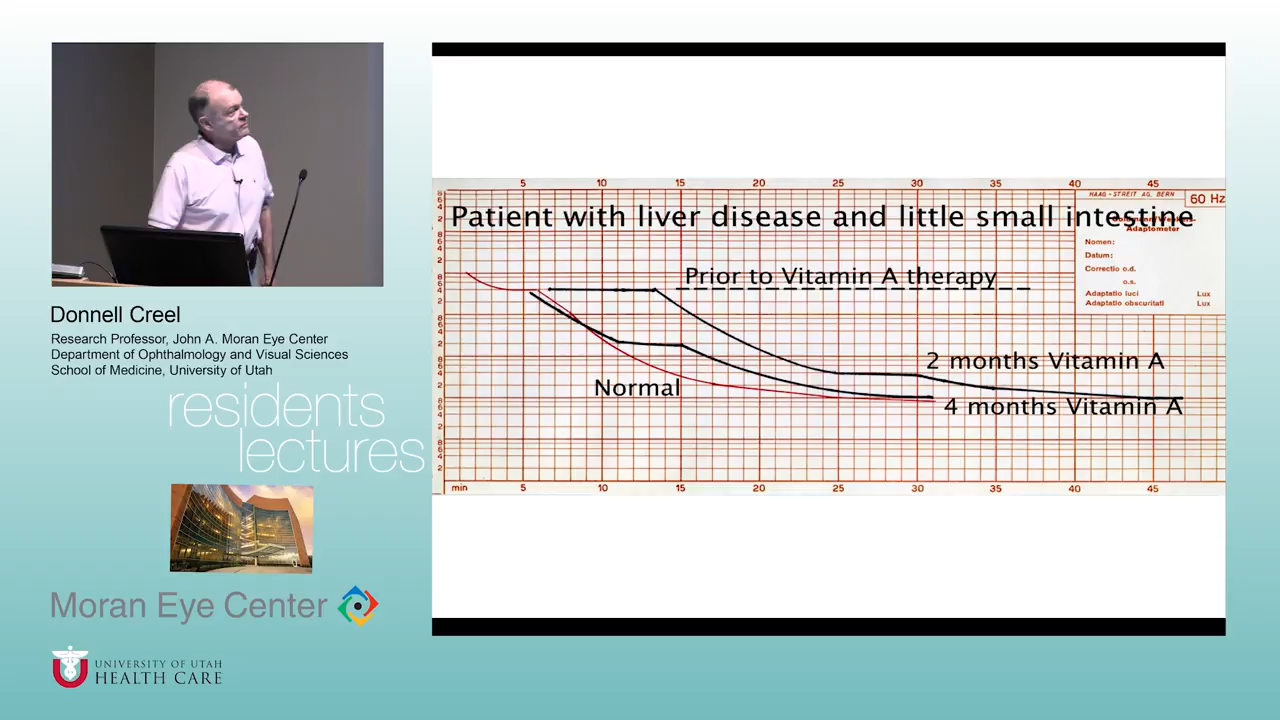 Donnell Creel
Research Professor, John A. Moran Eye Center
Department of Ophthalmology and Visual Sciences
School of Medicine, University of Utah
residents
lectures
Moran Eye Center
UNIVERSITY OF UTAH
HEALTH CARE
5 10 15 20 25 30 35 40 45
HAAG - STREIT AG, BERN
60 Hz
Patient with liver disease and little small intestine
Adaptometer
Nomen:
Datum:
Correctio o.d.
o.s.
Adaptatio luci Lux
Adaptatio obscuritati Lux
Prior to Vitamin A therapy
2 months Vitamin A
Normal
4 months Vitamin A
min 5 10 15 20 25 30 35 40 45